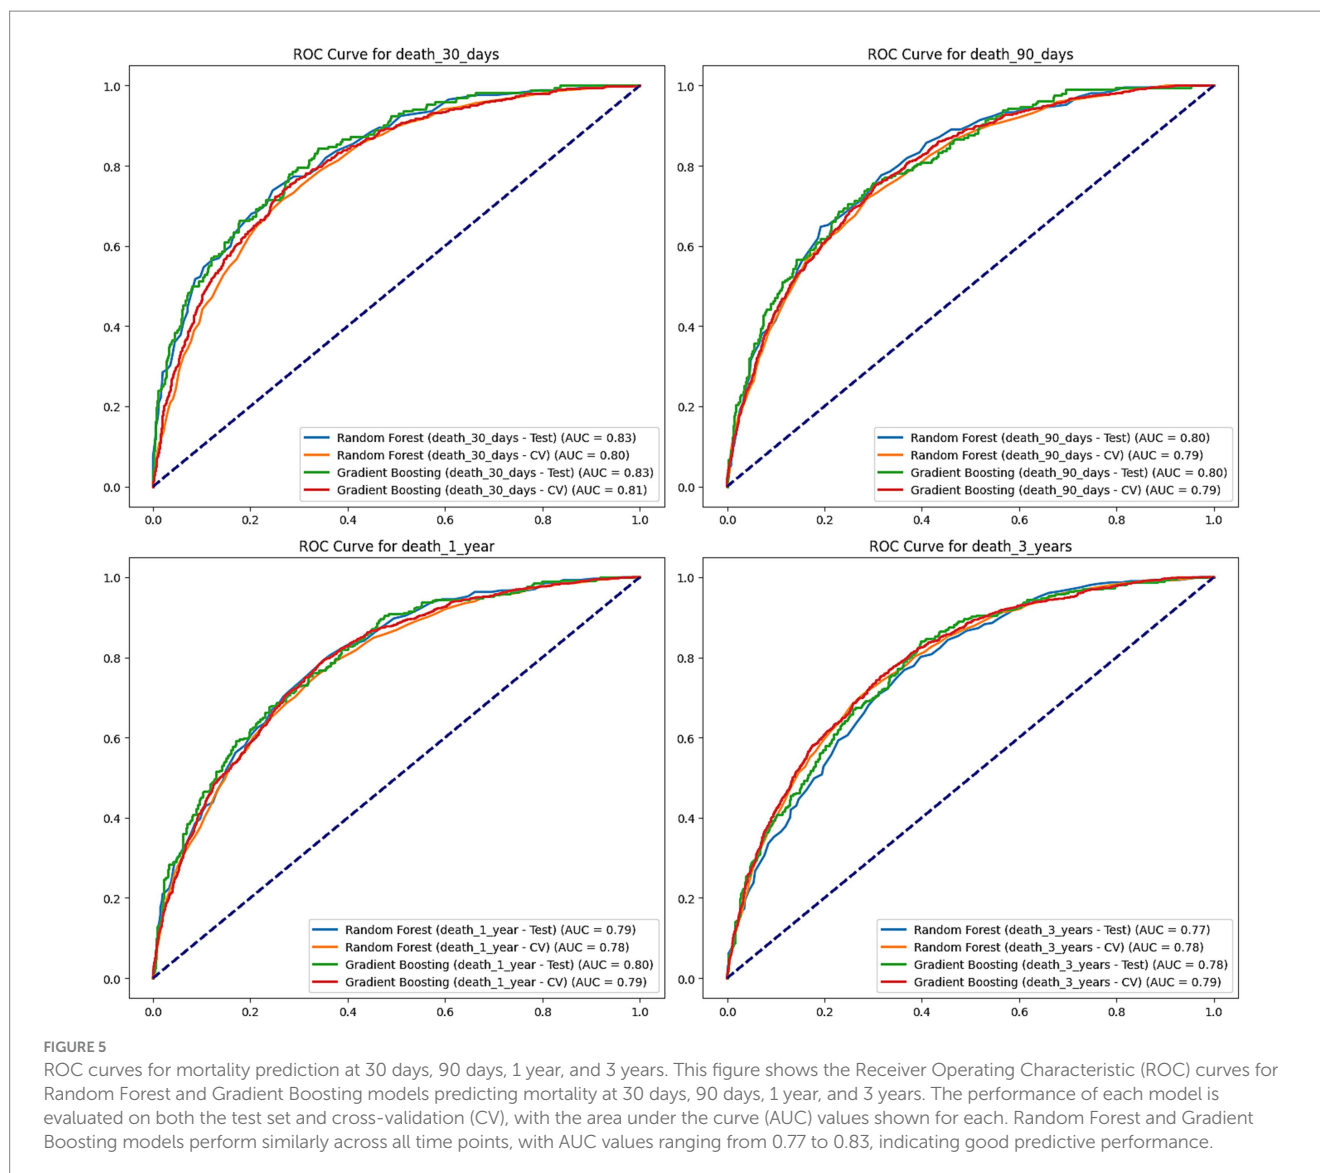 ROC Curve for death_30_days
1.0
0.8
0.6
0.4
0.2
0.0
0.0 0.2 0.4 0.6 0.8 1.0
Random Forest (death_30_days - Test) (AUC = 0.83)
Random Forest (death_30_days - CV) (AUC = 0.80)
Gradient Boosting (death_30_days - Test) (AUC = 0.83)
Gradient Boosting (death_30_days - CV) (AUC = 0.81)
ROC Curve for death_90_days
1.0
0.8
0.6
0.4
0.2
0.0
0.0 0.2 0.4 0.6 0.8 1.0
Random Forest (death_90_days - Test) (AUC = 0.80)
Random Forest (death_90_days - CV) (AUC = 0.79)
Gradient Boosting (death_90_days - Test) (AUC = 0.80)
Gradient Boosting (death_90_days - CV) (AUC = 0.79)
ROC Curve for death_1_year
1.0
0.8
0.6
0.4
0.2
0.0
0.0 0.2 0.4 0.6 0.8 1.0
Random Forest (death_1_year - Test) (AUC = 0.79)
Random Forest (death_1_year - CV) (AUC = 0.78)
Gradient Boosting (death_1_year - Test) (AUC = 0.80)
Gradient Boosting (death_1_year - CV) (AUC = 0.79)
ROC Curve for death_3_years
1.0
0.8
0.6
0.4
0.2
0.0
0.0 0.2 0.4 0.6 0.8 1.0
Random Forest (death_3_years - Test) (AUC = 0.77)
Random Forest (death_3_years - CV) (AUC = 0.78)
Gradient Boosting (death_3_years - Test) (AUC = 0.78)
Gradient Boosting (death_3_years - CV) (AUC = 0.79)
FIGURE 5
ROC curves for mortality prediction at 30 days, 90 days, 1 year, and 3 years. This figure shows the Receiver Operating Characteristic (ROC) curves for
Random Forest and Gradient Boosting models predicting mortality at 30 days, 90 days, 1 year, and 3 years. The performance of each model is
evaluated on both the test set and cross-validation (CV), with the area under the curve (AUC) values shown for each. Random Forest and Gradient
Boosting models perform similarly across all time points, with AUC values ranging from 0.77 to 0.83, indicating good predictive performance.